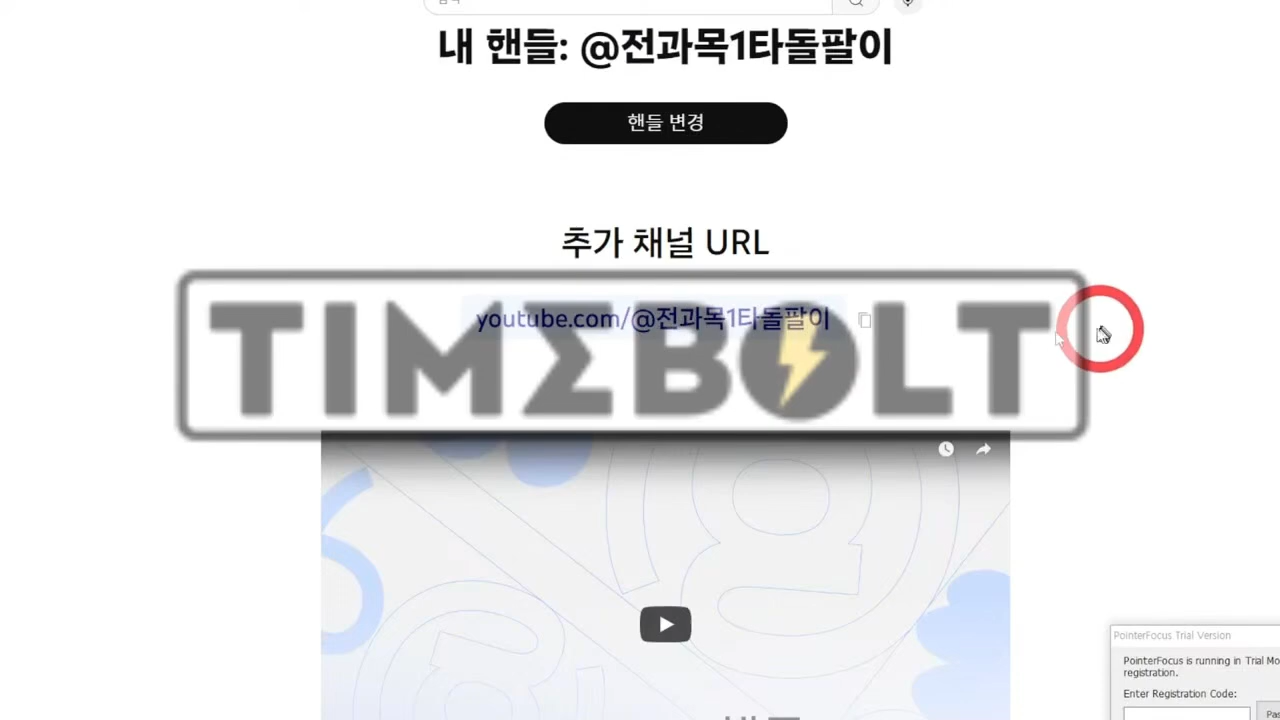 내 핸들: @전과목1타돌팔이
핸들 변경
추가 채널 URL
youtube.com/@전과목1타돌팔이
TIMEBOLT
PointerFocus Trial Version
PointerFocus is running in Trial Mo
registration.
Enter Registration Code:
Pas